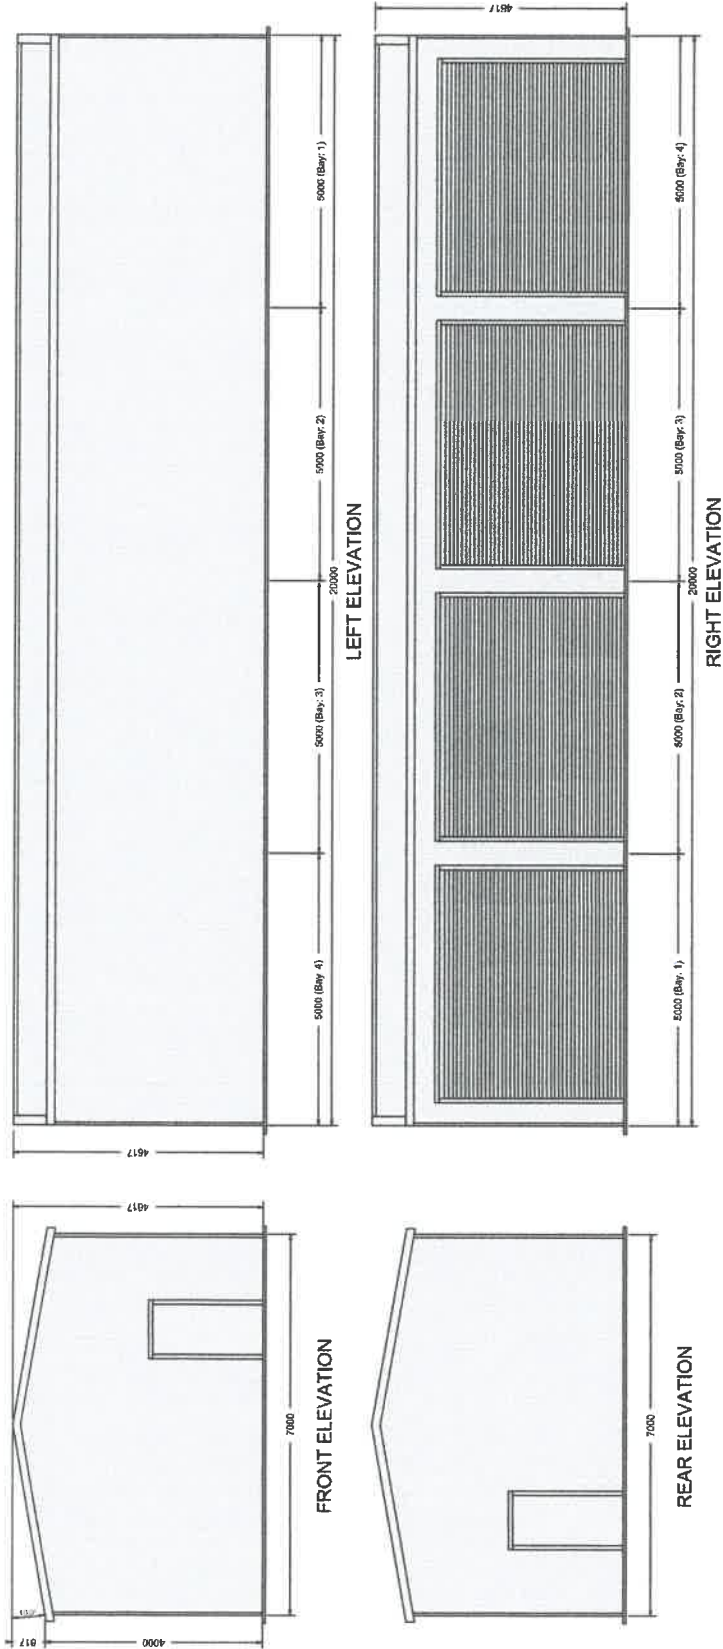 4617
5000 (Bay: 4)
5000 (Bay: 3)
5000 (Bay: 2)
5000 (Bay: 1)
20000
LEFT ELEVATION
617
4000
4617
7000
FRONT ELEVATION
4617
5000 (Bay: 1)
5000 (Bay: 2)
5000 (Bay: 3)
5000 (Bay: 4)
20000
RIGHT ELEVATION
7000
REAR ELEVATION